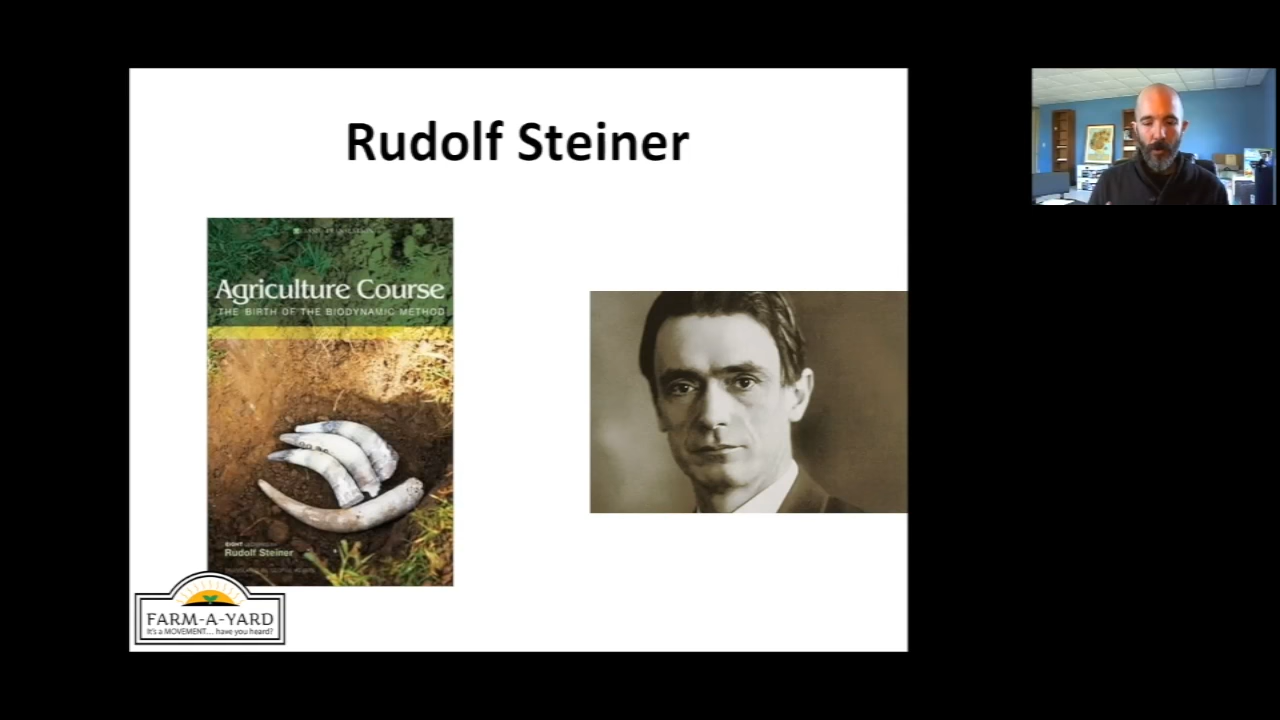 Rudolf Steiner
Agriculture Course
THE BIRTH OF THE BIODYNAMIC METHOD
EIGHT
Rudolf Steiner
FARM-A-YARD
It's a MOVEMENT... have you heard?